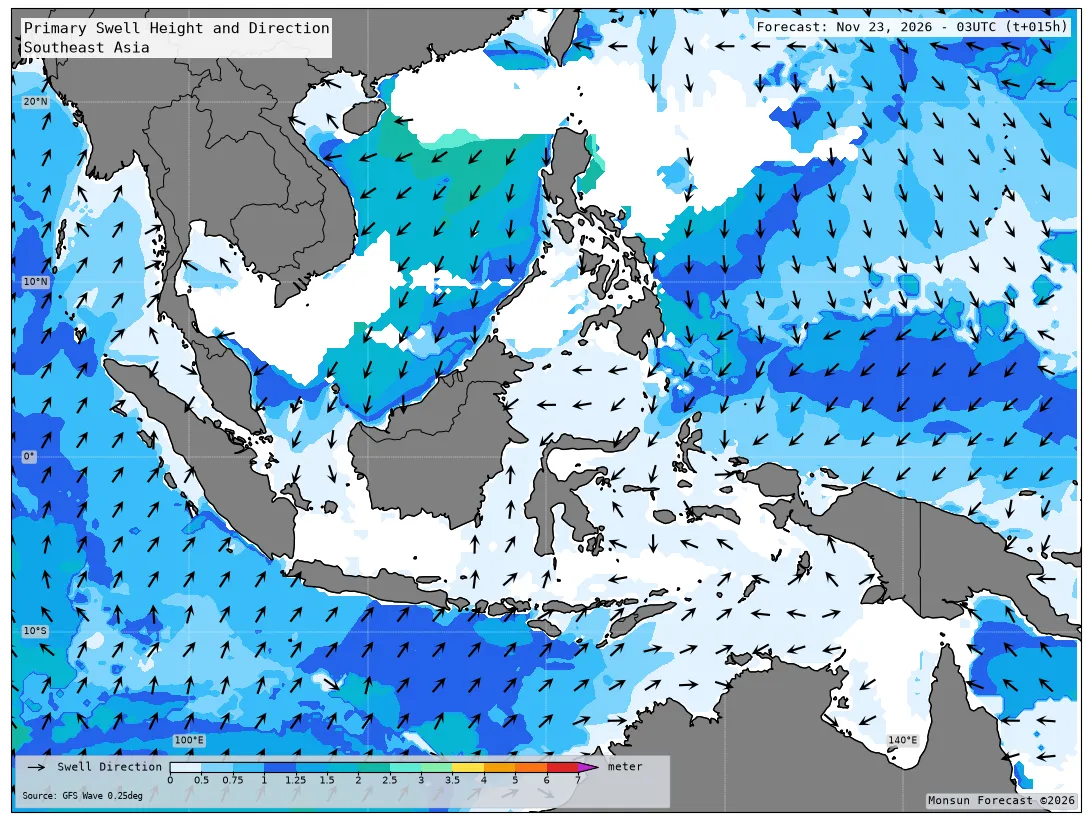 Primary Swell Height and Direction
Southeast Asia
Forecast: Nov 23, 2026 - 03UTC (t+015h)
20°N
10°N
0°
10°S
100°E
140°E
Swell Direction
meter
0 0.5 0.75 1 1.25 1.5 2 2.5 3 3.5 4 5 6 7
Source: GFS Wave 0.25deg
Monsun Forecast ©2026